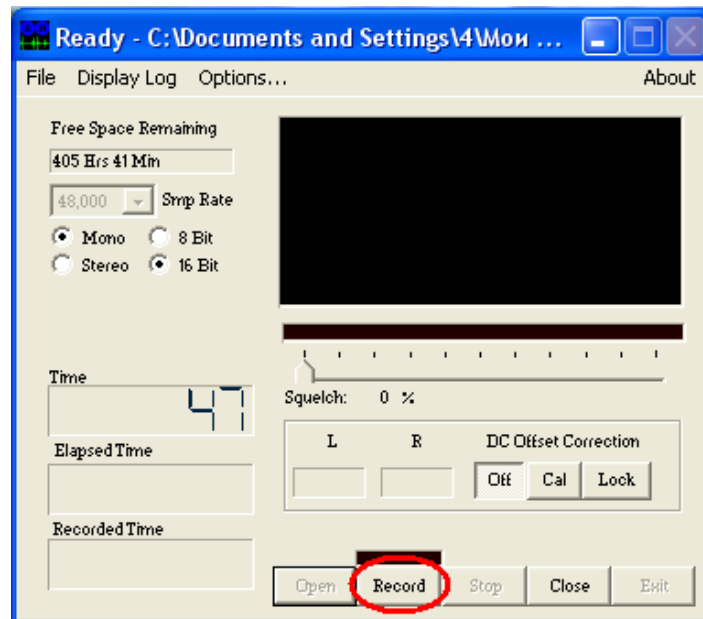 Ready - C:\Documents and Settings\4\Мои ...
File Display Log Options... About
Free Space Remaining
405 Hrs 41 Min
48,000 Smp Rate
Mono 8 Bit
Stereo 16 Bit
Time
47
Squelch: 0 %
Elapsed Time
L R DC Offset Correction
Off Cal Lock
Recorded Time
Open Record Stop Close Exit